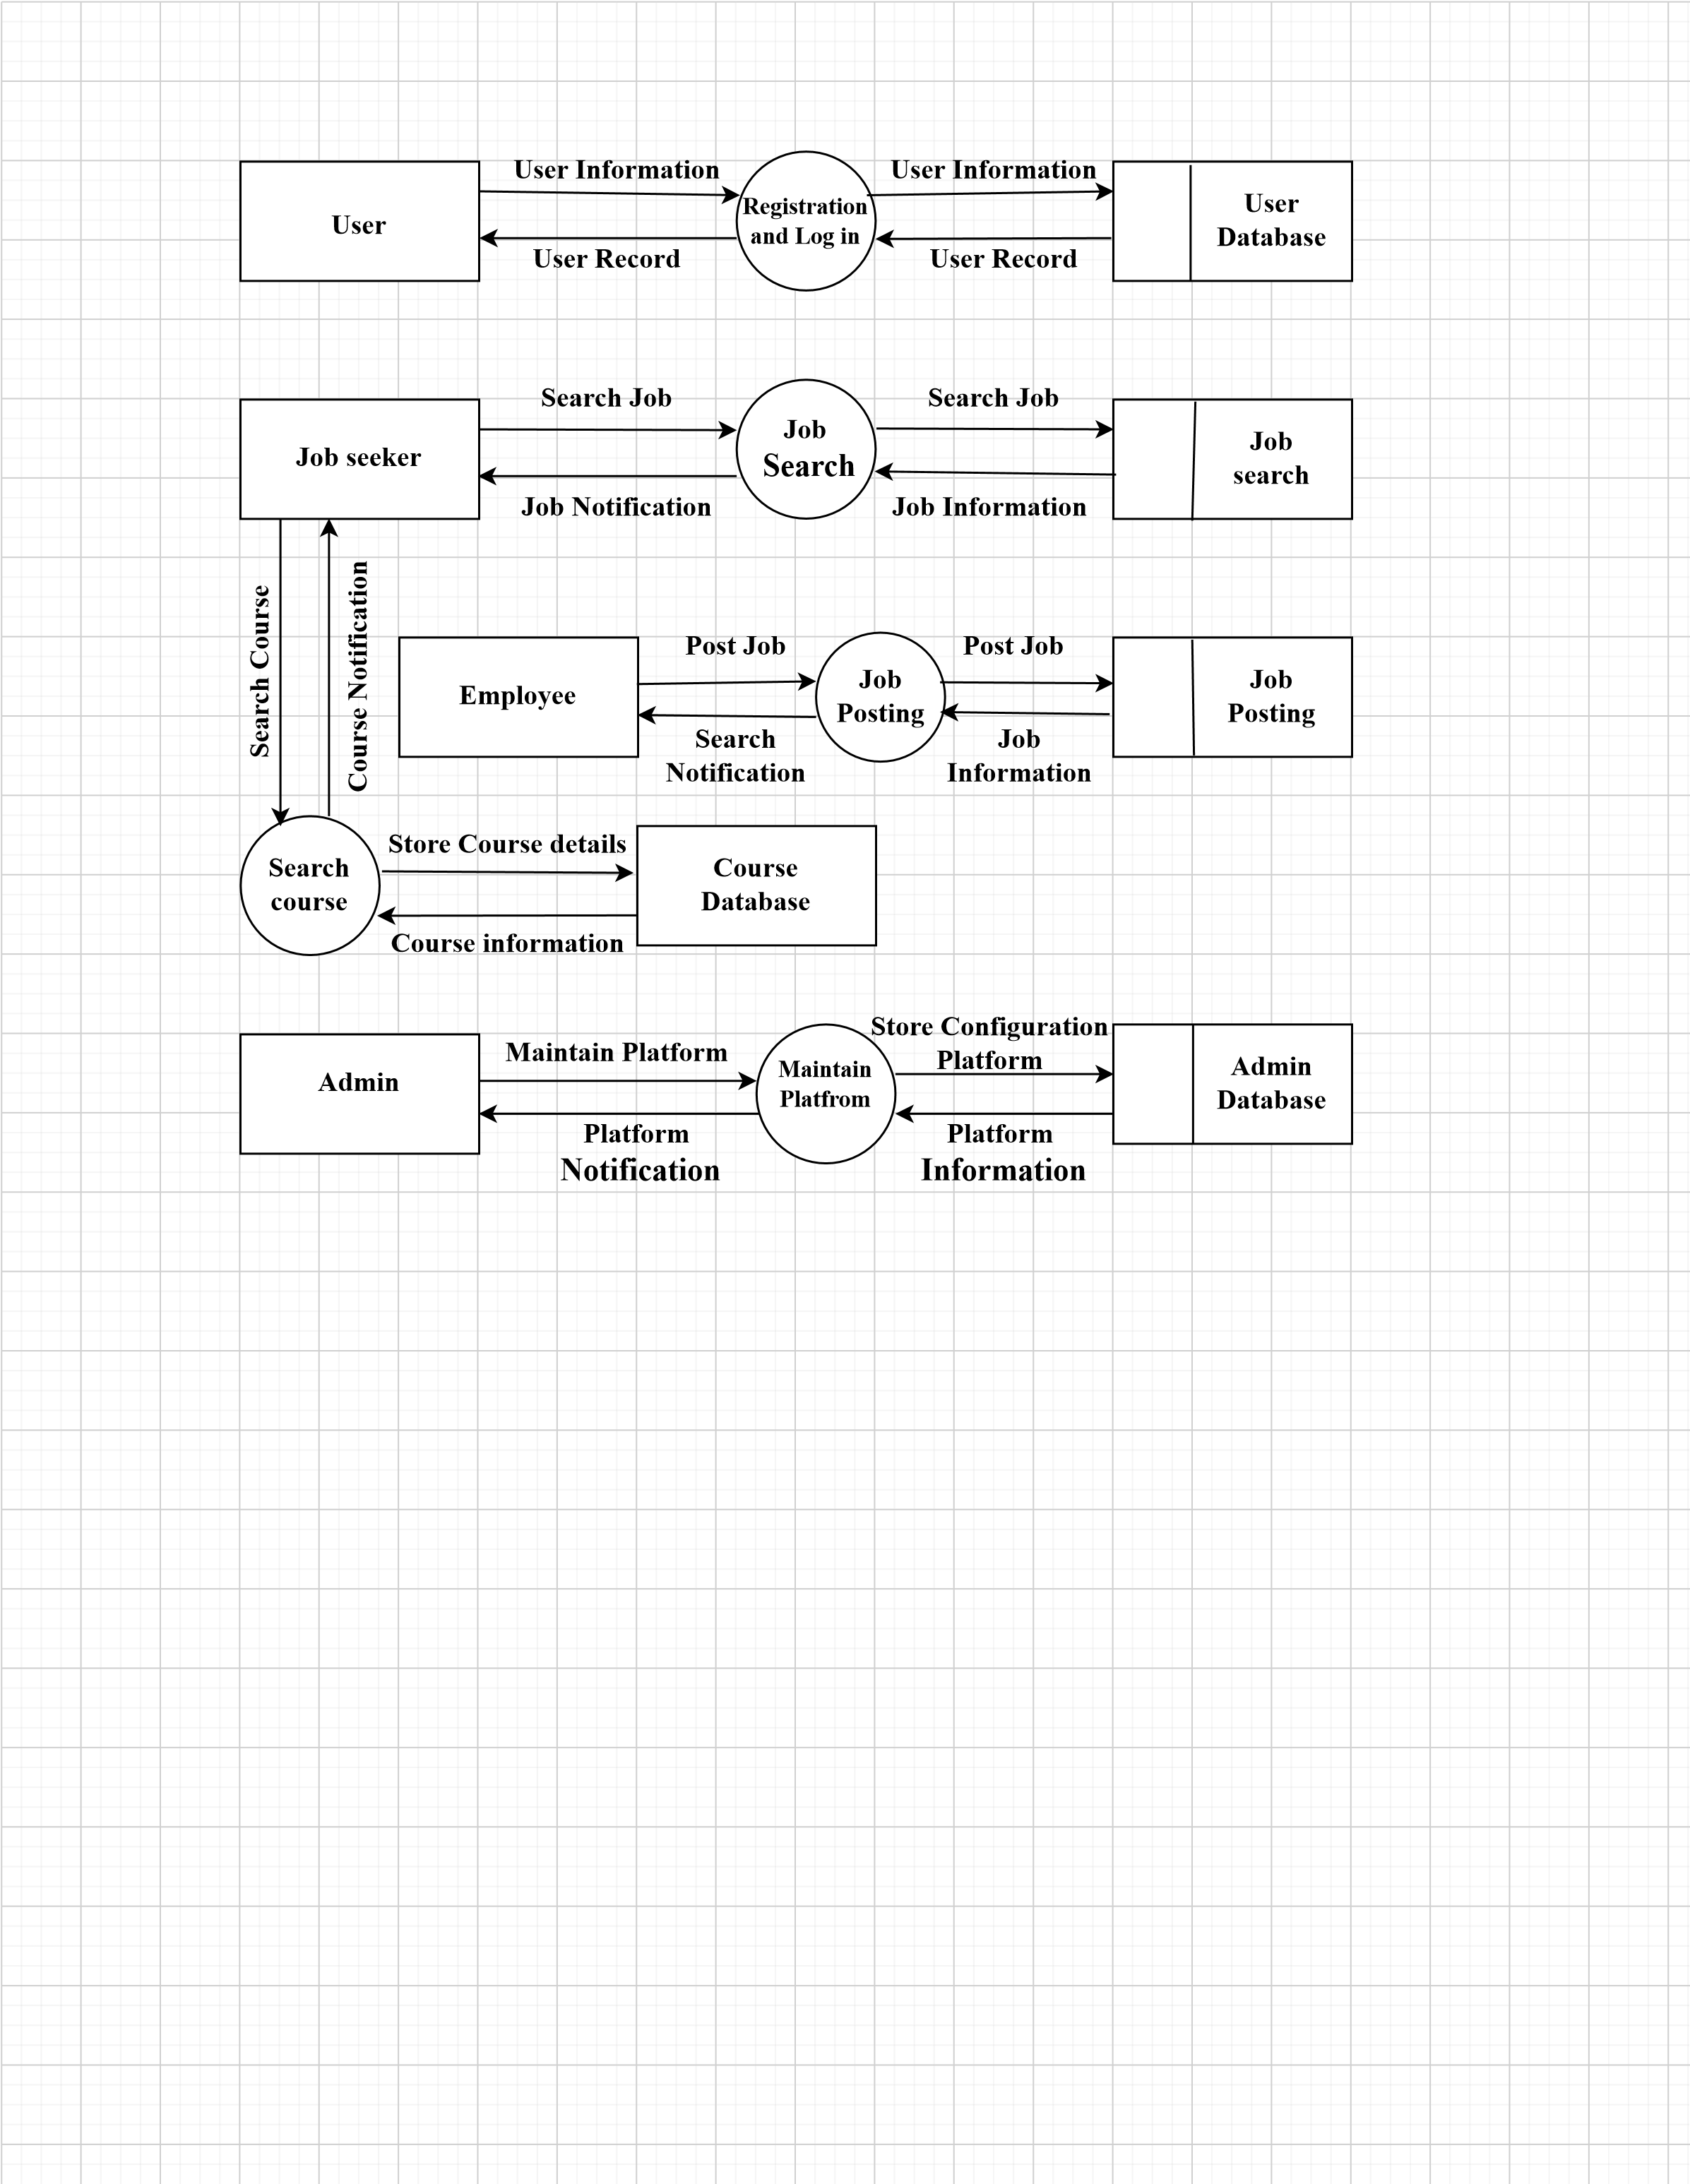 User Information
User Information
User
Registration
and Log in
User
Database
User Record
User Record
Search Job
Search Job
Job seeker
Job
Search
Job
search
Job Notification
Job Information
Search Course
Course Notification
Post Job
Post Job
Employee
Job
Posting
Job
Posting
Search
Notification
Job
Information
Store Course details
Search
course
Course
Database
Course information
Store Configuration
Platform
Maintain Platform
Admin
Maintain
Platfrom
Admin
Database
Platform
Notification
Platform
Information